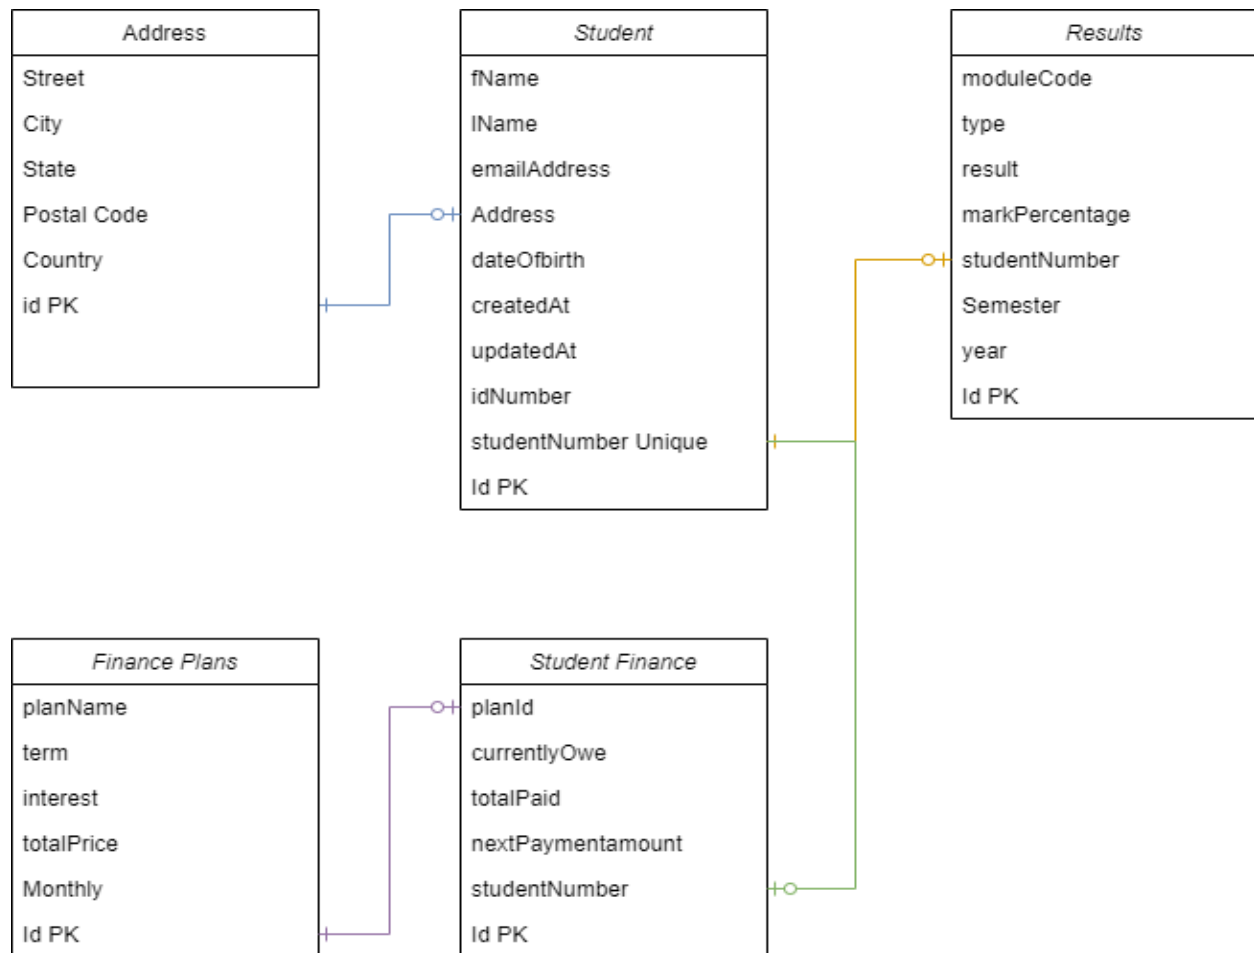 Address
Street
City
State
Postal Code
Country
id PK
Student
fName
lName
emailAddress
Address
dateOfbirth
createdAt
updatedAt
idNumber
studentNumber Unique
Id PK
Results
moduleCode
type
result
markPercentage
studentNumber
Semester
year
Id PK
Finance Plans
planName
term
interest
totalPrice
Monthly
Id PK
Student Finance
planId
currentlyOwe
totalPaid
nextPaymentamount
studentNumber
Id PK